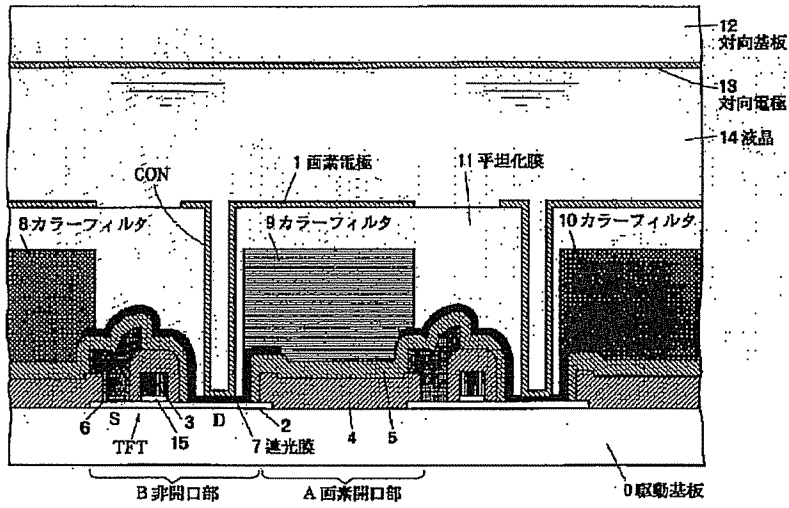 12
対向基板
13
対向電極
14 液晶
CON
1 画素電極
11 平坦化膜
8 カラーフィルタ
9 カラーフィルタ
10 カラーフィルタ
6
S
TFT
15
3
D
2
7 遮光膜
4
5
B 非開口部
A 画素開口部
0 駆動基板